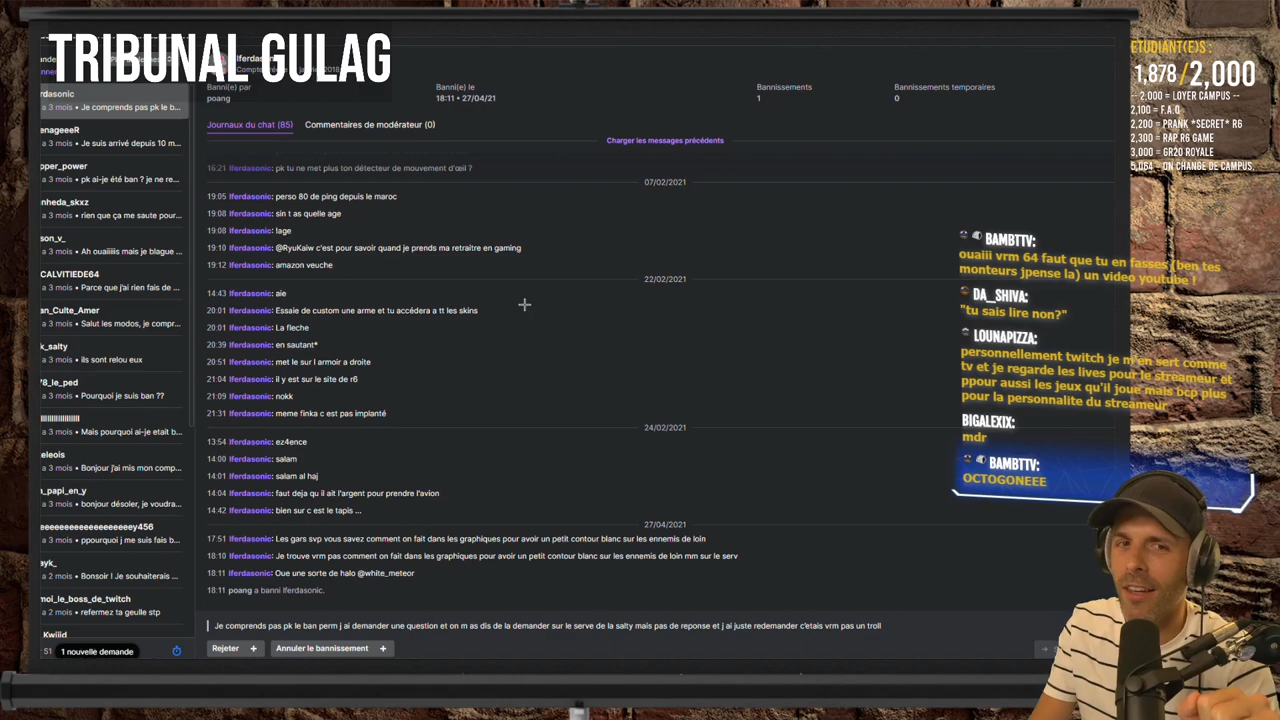 TRIBUNAL GULAG
lferdasonic
Banni(e) par
poang
Banni(e) le
18:11 • 27/04/21
Bannissements
1
Bannissements temporaires
0
Journaux du chat (85)
Commentaires de modérateur (0)
Charger les messages précédents
16:21 lferdasonic: pk tu ne met plus ton détecteur de mouvement d'œil ?
07/02/2021
19:05 lferdasonic: perso 80 de ping depuis le maroc
19:08 lferdasonic: sin t as quelle age
19:08 lferdasonic: lage
19:10 lferdasonic: @RyuKaiw c'est pour savoir quand je prends ma retraitre en gaming
19:12 lferdasonic: amazon veuche
22/02/2021
14:43 lferdasonic: aie
20:01 lferdasonic: Essaie de custom une arme et tu accédera a tt les skins
20:01 lferdasonic: La fleche
20:39 lferdasonic: en sautant*
20:51 lferdasonic: met le sur l armoir a droite
21:04 lferdasonic: il y est sur le site de r6
21:09 lferdasonic: nokk
21:31 lferdasonic: meme finka c est pas implanté
24/02/2021
13:54 lferdasonic: ez4ence
14:00 lferdasonic: salam
14:01 lferdasonic: salam al haj
14:04 lferdasonic: faut deja qu il ait l'argent pour prendre l'avion
14:42 lferdasonic: bien sur c est le tapis ...
27/04/2021
17:51 lferdasonic: Les gars svp vous savez comment on fait dans les graphiques pour avoir un petit contour blanc sur les ennemis de loin
18:10 lferdasonic: Je trouve vrm pas comment on fait dans les graphiques pour avoir un petit contour blanc sur les ennemis de loin mm sur le serv
18:11 lferdasonic: Oue une sorte de halo @white_meteor
18:11 poang a banni lferdasonic.
Je comprends pas pk le ban perm j ai demander une question et on m as dis de la demander sur le serve de la salty mais pas de reponse et j ai juste redemander c'etais vrm pas un troll
Rejeter +
Annuler le bannissement +
rdasonic
a 3 mois • Je comprends pas pk le b...
enageeeR
a 3 mois • Je suis arrivé depuis 10 m...
pper_power
a 3 mois • pk ai-je été ban ? je ne re...
nheda_skxz
a 3 mois • rien que ça me saute pour...
son_v_
a 3 mois • Ah ouaiiiiis mais je blague ...
CALVITIEDE64
a 3 mois • Parce que j'ai rien fais de ...
an_Culte_Amer
a 3 mois • Salut les modos, je compr...
k_salty
a 3 mois • ils sont relou eux
78_le_ped
a 3 mois • Pourquoi je suis ban ??
a 3 mois • Mais pourquoi ai-je etait b...
eleois
a 3 mois • Bonjour j'ai mis mon comp...
_papi_en_y
a 3 mois • bonjour désoler, je voudra...
eeeeeeeeeeeeeeeeeey456
a 3 mois • ppourquoi j me suis fais b...
ayk_
a 2 mois • Bonsoir ! Je souhaiterais ...
moi_le_boss_de_twitch
a 2 mois • refermez ta geulle stp
Kwiiid
51
1 nouvelle demande
ETUDIANT(E)S :
1,878 / 2,000
-- 2,000 = LOYER CAMPUS --
2,100 = F.A.Q
2,200 = PRANK *SECRET* R6
2,300 = RAP R6 GAME
3,000 = GR20 ROYALE
5,064 = ON CHANGE DE CAMPUS.
BAMBTTV:
ouaiii vrm 64 faut que tu en fasses (ben tes
monteurs jpense la) un video youtube !
DA_SHIVA:
"tu sais lire non?"
LOUNAPIZZA:
personnellement twitch je m'en sert comme
tv et je regarde les lives pour le streameur et
ppour aussi les jeux qu'il joue mais bcp plus
pour la personnalite du streameur
BIGALEXIX:
mdr
BAMBTTV:
OCTOGONEEE